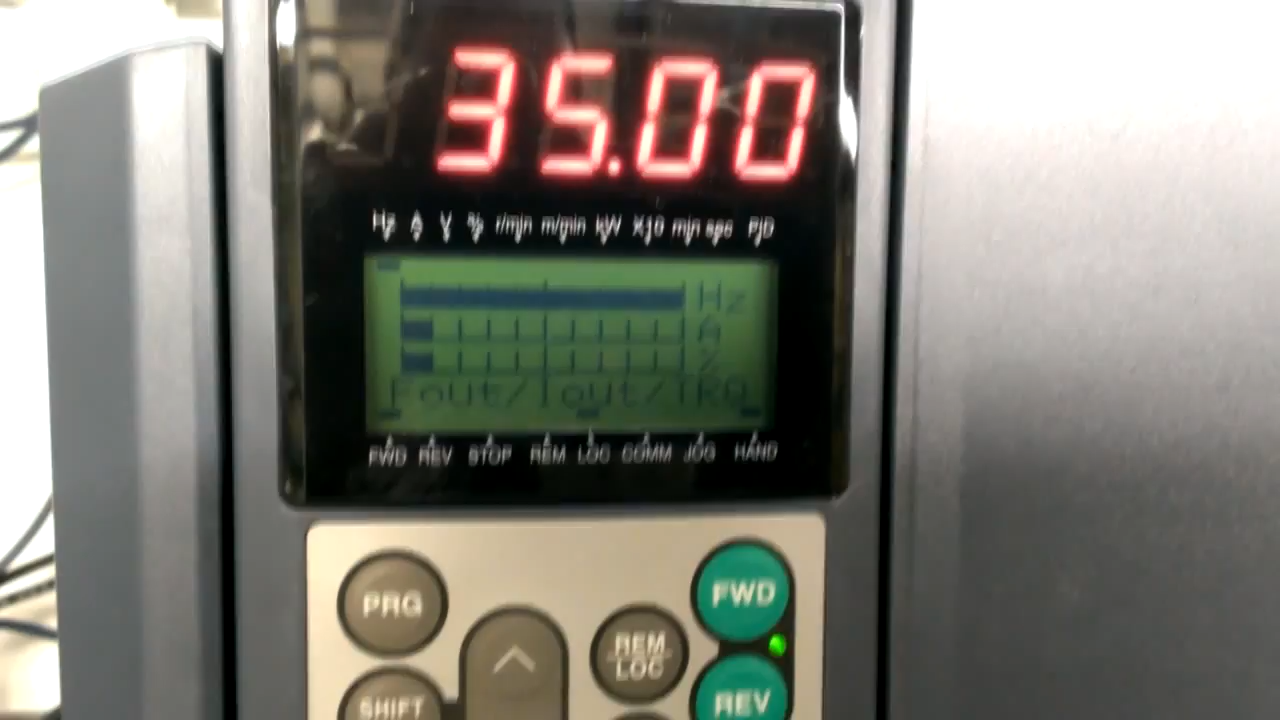 35.00
Hz A V % r/min m/min kW X10 min sec PID
Hz
A
%
Fout/Iout/TRQ
FWD REV STOP REM LOC COMM JOG HAND
PRG
FWD
REM
LOC
SHIFT
REV